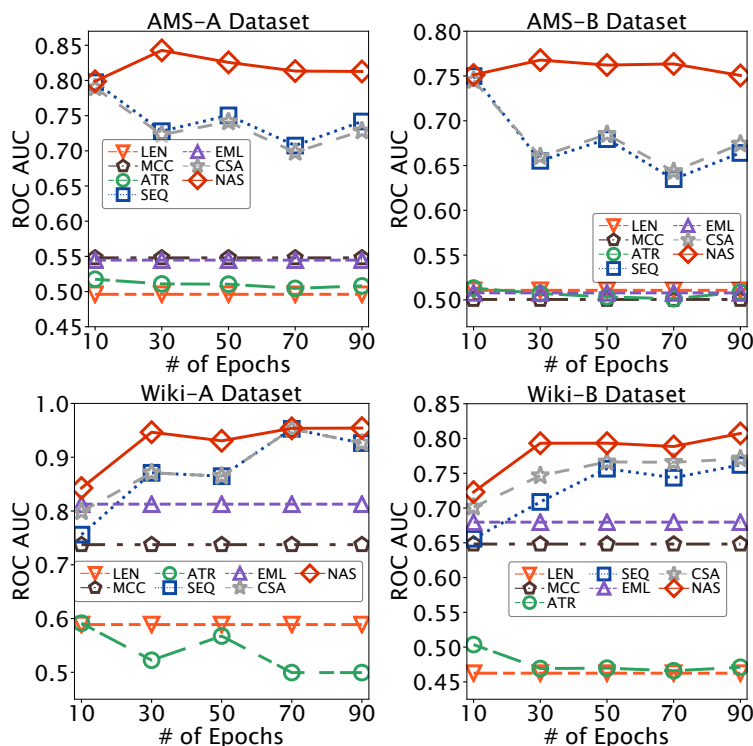 AMS-A Dataset
ROC AUC
0.85
0.80
0.75
0.70
0.65
0.60
0.55
0.50
0.45
LEN
MCC
ATR
SEQ
EML
CSA
NAS
10 30 50 70 90
# of Epochs
AMS-B Dataset
ROC AUC
0.75
0.70
0.65
0.60
0.55
0.50
LEN
MCC
ATR
SEQ
EML
CSA
NAS
10 30 50 70 90
# of Epochs
Wiki-A Dataset
ROC AUC
1.0
0.9
0.8
0.7
0.6
0.5
LEN
MCC
ATR
SEQ
EML
CSA
NAS
10 30 50 70 90
# of Epochs
Wiki-B Dataset
ROC AUC
0.85
0.80
0.75
0.70
0.65
0.60
0.55
0.50
0.45
LEN
MCC
ATR
SEQ
EML
CSA
NAS
10 30 50 70 90
# of Epochs